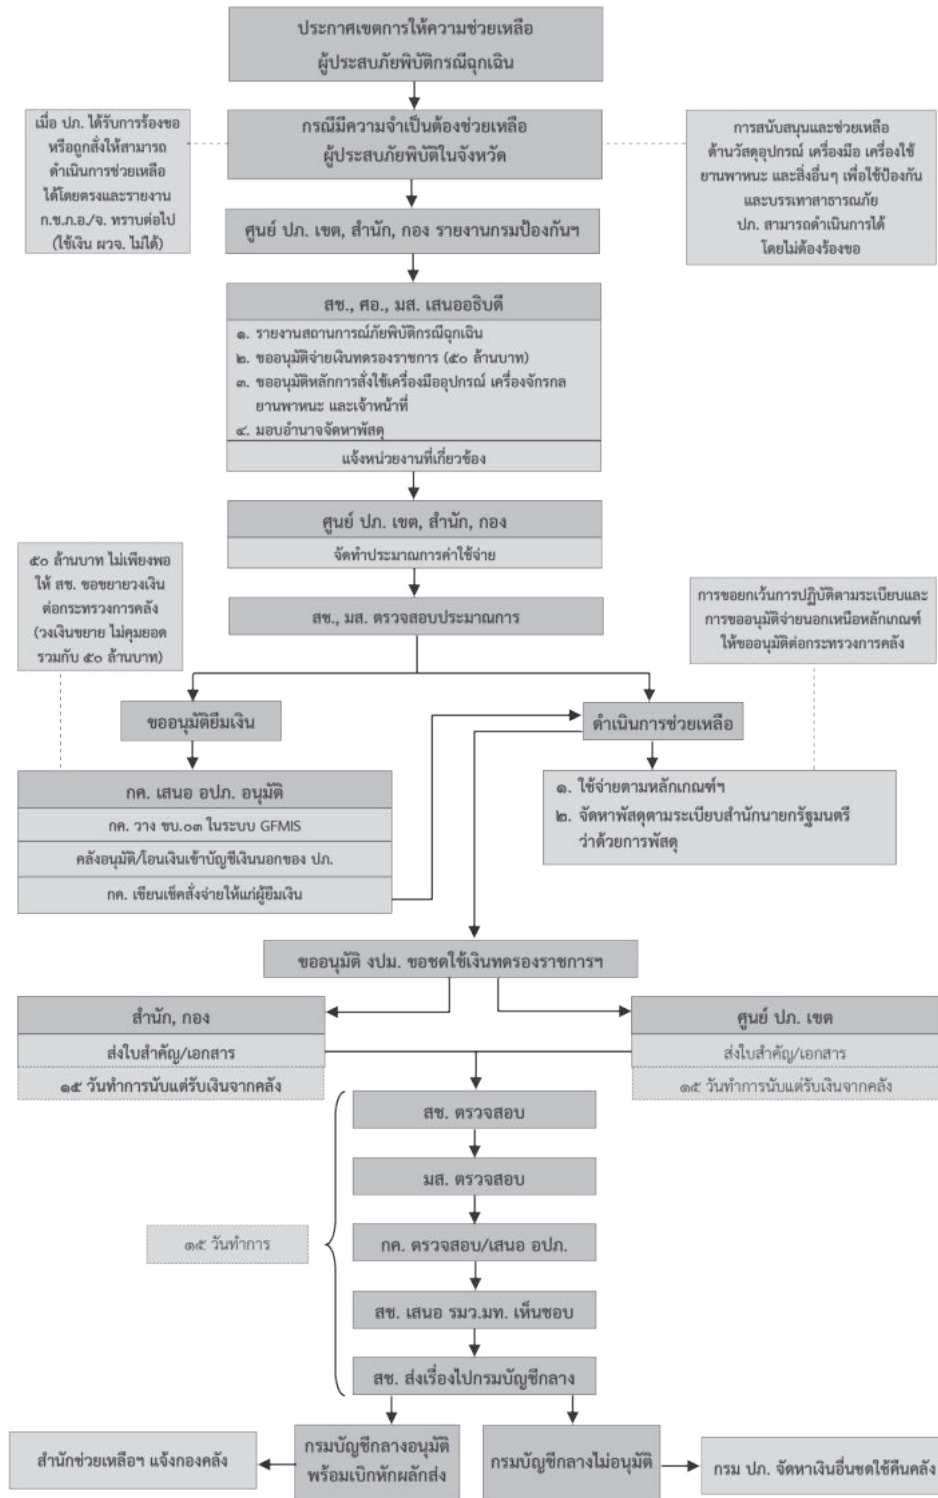 ประกาศเขตการให้ความช่วยเหลือ
ผู้ประสบภัยพิบัติกรณีฉุกเฉิน
เมื่อ ปภ. ได้รับการร้องขอ
หรือถูกสั่งให้สามารถ
ดำเนินการช่วยเหลือ
ได้โดยตรงและรายงาน
ก.ช.ภ.อ./จ. ทราบต่อไป
(ใช้เงิน ผวจ. ไม่ได้)
กรณีมีความจำเป็นต้องช่วยเหลือ
ผู้ประสบภัยพิบัติในจังหวัด
การสนับสนุนและช่วยเหลือ
ด้านวัสดุอุปกรณ์ เครื่องมือ เครื่องใช้
ยานพาหนะ และสิ่งอื่นๆ เพื่อใช้ป้องกัน
และบรรเทาสาธารณภัย
ปภ. สามารถดำเนินการได้
โดยไม่ต้องร้องขอ
ศูนย์ ปภ. เขต, สำนัก, กอง รายงานกรมป้องกันฯ
สช., ศอ., มส. เสนออธิบดี
๑. รายงานสถานการณ์ภัยพิบัติกรณีฉุกเฉิน
๒. ขออนุมัติจ่ายเงินทดรองราชการ (๕๐ ล้านบาท)
๓. ขออนุมัติหลักการสั่งใช้เครื่องมืออุปกรณ์ เครื่องจักรกล
ยานพาหนะ และเจ้าหน้าที่
๔. มอบอำนาจจัดหาพัสดุ
แจ้งหน่วยงานที่เกี่ยวข้อง
ศูนย์ ปภ. เขต, สำนัก, กอง
จัดทำประมาณการค่าใช้จ่าย
๕๐ ล้านบาท ไม่เพียงพอ
ให้ สช. ขอขยายวงเงิน
ต่อกระทรวงการคลัง
(วงเงินขยาย ไม่คุมยอด
รวมกับ ๕๐ ล้านบาท)
สช., มส. ตรวจสอบประมาณการ
การขอยกเว้นการปฏิบัติตามระเบียบและ
การขออนุมัติจ่ายนอกเหนือหลักเกณฑ์
ให้ขออนุมัติต่อกระทรวงการคลัง
ขออนุมัติยืมเงิน
ดำเนินการช่วยเหลือ
กค. เสนอ อปภ. อนุมัติ
กค. วาง ขบ.๐๓ ในระบบ GFMIS
คลังอนุมัติ/โอนเงินเข้าบัญชีเงินนอกของ ปภ.
กค. เขียนเช็คสั่งจ่ายให้แก่ผู้ยืมเงิน
๑. ใช้จ่ายตามหลักเกณฑ์ฯ
๒. จัดหาพัสดุตามระเบียบสำนักนายกรัฐมนตรี
ว่าด้วยการพัสดุ
ขออนุมัติ งปม. ขอชดใช้เงินทดรองราชการฯ
สำนัก, กอง
ส่งใบสำคัญ/เอกสาร
๑๕ วันทำการนับแต่รับเงินจากคลัง
ศูนย์ ปภ. เขต
ส่งใบสำคัญ/เอกสาร
๑๕ วันทำการนับแต่รับเงินจากคลัง
สช. ตรวจสอบ
มส. ตรวจสอบ
๑๕ วันทำการ
กค. ตรวจสอบ/เสนอ อปภ.
สช. เสนอ รมว.มท. เห็นชอบ
สช. ส่งเรื่องไปกรมบัญชีกลาง
สำนักช่วยเหลือฯ แจ้งกองคลัง
กรมบัญชีกลางอนุมัติ
พร้อมเบิกหักผลักส่ง
กรมบัญชีกลางไม่อนุมัติ
กรม ปภ. จัดหาเงินอื่นชดใช้คืนคลัง